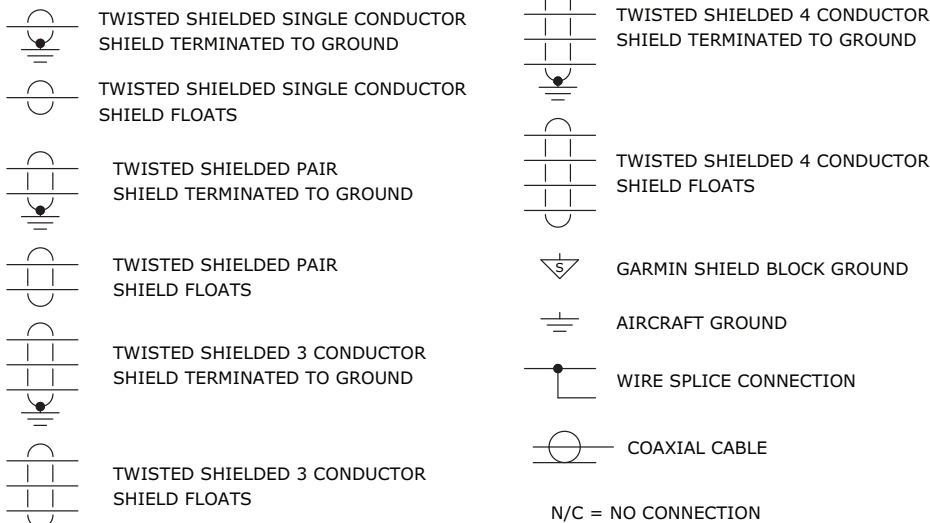 TWISTED SHIELDED SINGLE CONDUCTOR
SHIELD TERMINATED TO GROUND
TWISTED SHIELDED SINGLE CONDUCTOR
SHIELD FLOATS
TWISTED SHIELDED PAIR
SHIELD TERMINATED TO GROUND
TWISTED SHIELDED PAIR
SHIELD FLOATS
TWISTED SHIELDED 3 CONDUCTOR
SHIELD TERMINATED TO GROUND
TWISTED SHIELDED 3 CONDUCTOR
SHIELD FLOATS
TWISTED SHIELDED 4 CONDUCTOR
SHIELD TERMINATED TO GROUND
TWISTED SHIELDED 4 CONDUCTOR
SHIELD FLOATS
S
GARMIN SHIELD BLOCK GROUND
AIRCRAFT GROUND
WIRE SPLICE CONNECTION
COAXIAL CABLE
N/C = NO CONNECTION